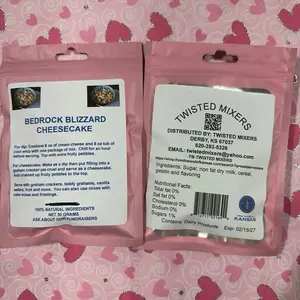 BEDROCK BLIZZARD
CHEESECAKE
For dip: Combine 8 oz of cream cheese and 8 oz tub of
cool whip with one package of mix. Chill for an hour
before serving. Top with extra fruity pebbles.
For cheesecake: Make as a dip then put filling into a
graham cracker pie crust and serve as a cheesecake.
Add crushed up fruity pebbles to the top.
Serve with graham crackers, teddy grahams, vanilla
wafers, fruit and more. You can also use mixes with
cakes and more.
100% NATURAL INGREDIENTS
NET 30 GRAMS
ASK ABOUT OUR FUNDRAISERS
TWISTED MIXERS
DISTRIBUTED BY: TWISTED MIXERS
DERBY, KS 67037
620-393-5326
EMAIL: twistedmixers@yahoo.com
FB-TWISTED MIXERS
Ingredients: Sugar, non fat dry milk, cereal,
gelatin and flavoring
Nutritional Facts:
Total fat 0%
Sat fat 0%
Cholesterol 0%
Sodium 0%
Sugars 1%
Contains: Dairy Products
KANSAS
Exp: 02/15/27